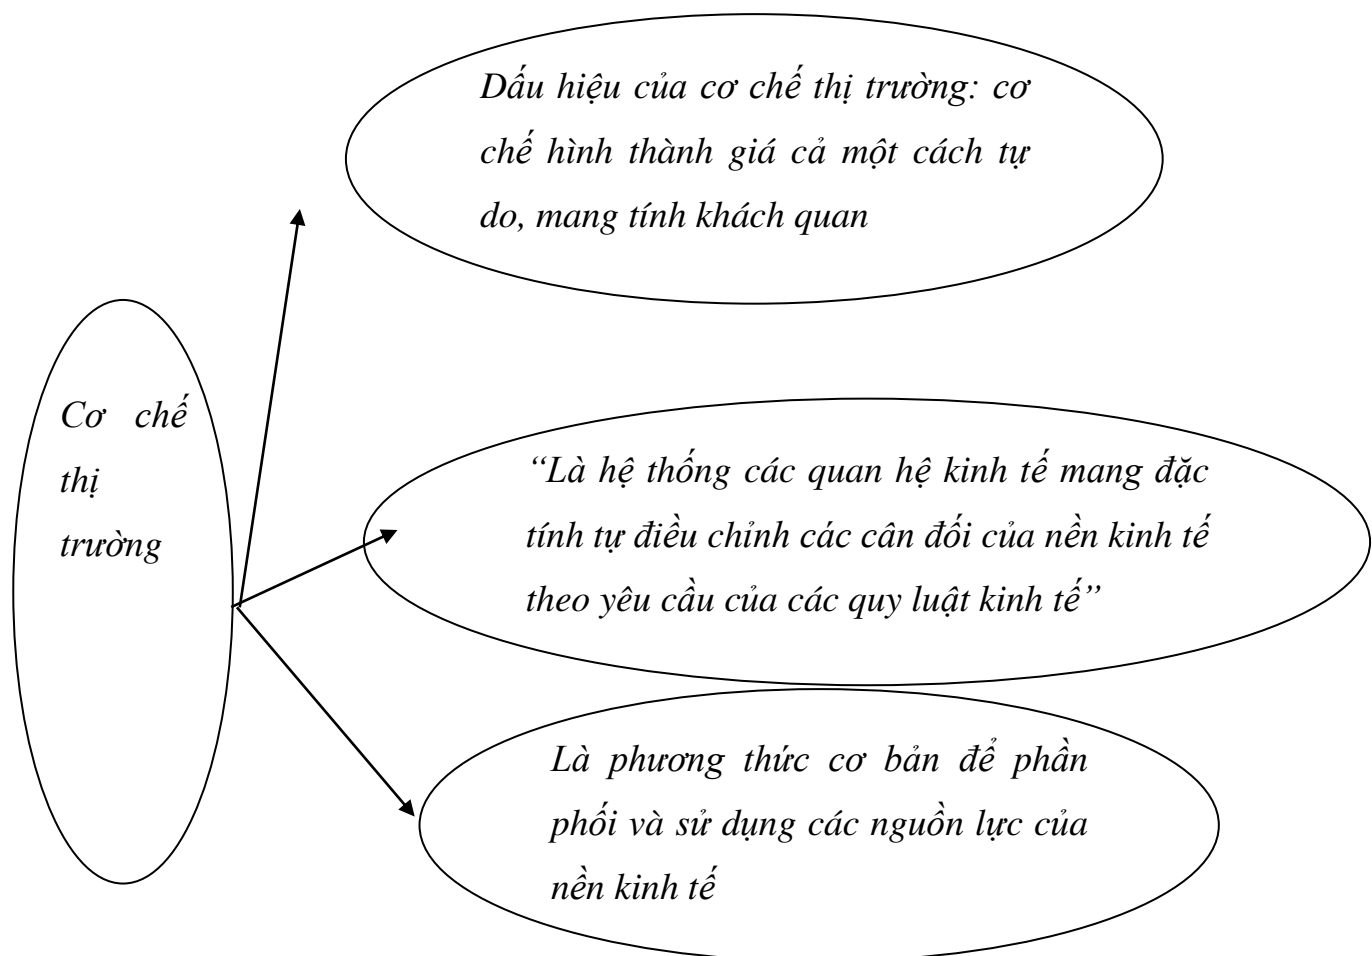 Dấu hiệu của cơ chế thị trường: cơ
chế hình thành giá cả một cách tự
do, mang tính khách quan
Cơ chế
thị
trường
“Là hệ thống các quan hệ kinh tế mang đặc
tính tự điều chỉnh các cân đối của nền kinh tế
theo yêu cầu của các quy luật kinh tế”
Là phương thức cơ bản để phần
phối và sử dụng các nguồn lực của
nền kinh tế